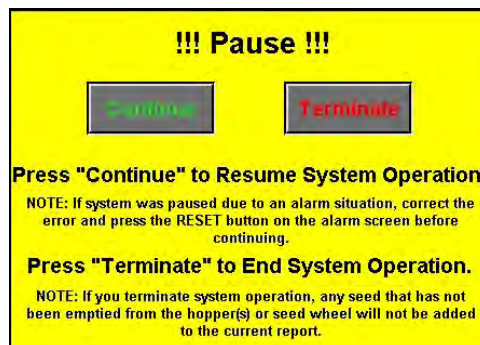 !!! Pause !!!
Continue Terminate
Press "Continue" to Resume System Operation
NOTE: If system was paused due to an alarm situation, correct the
error and press the RESET button on the alarm screen before
continuing.
Press "Terminate" to End System Operation.
NOTE: If you terminate system operation, any seed that has not
been emptied from the hopper(s) or seed wheel will not be added
to the current report.